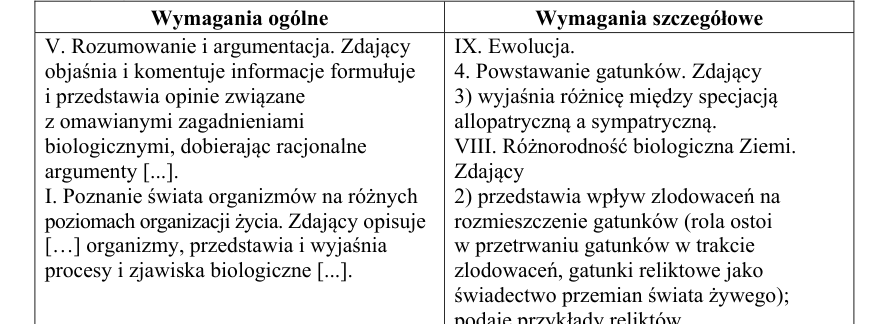 Wymagania ogólne
Wymagania szczegółowe
V. Rozumowanie i argumentacja. Zdający
objaśnia i komentuje informacje formułuje
i przedstawia opinie związane
z omawianymi zagadnieniami
biologicznymi, dobierając racjonalne
argumenty [...].
I. Poznanie świata organizmów na różnych
poziomach organizacji życia. Zdający opisuje
[…] organizmy, przedstawia i wyjaśnia
procesy i zjawiska biologiczne [...].
IX. Ewolucja.
4. Powstawanie gatunków. Zdający
3) wyjaśnia różnicę między specjacją
allopatryczną a sympatryczną.
VIII. Różnorodność biologiczna Ziemi.
Zdający
2) przedstawia wpływ zlodowaceń na
rozmieszczenie gatunków (rola ostoi
w przetrwaniu gatunków w trakcie
zlodowaceń, gatunki reliktowe jako
świadectwo przemian świata żywego);
podaje przykłady reliktów